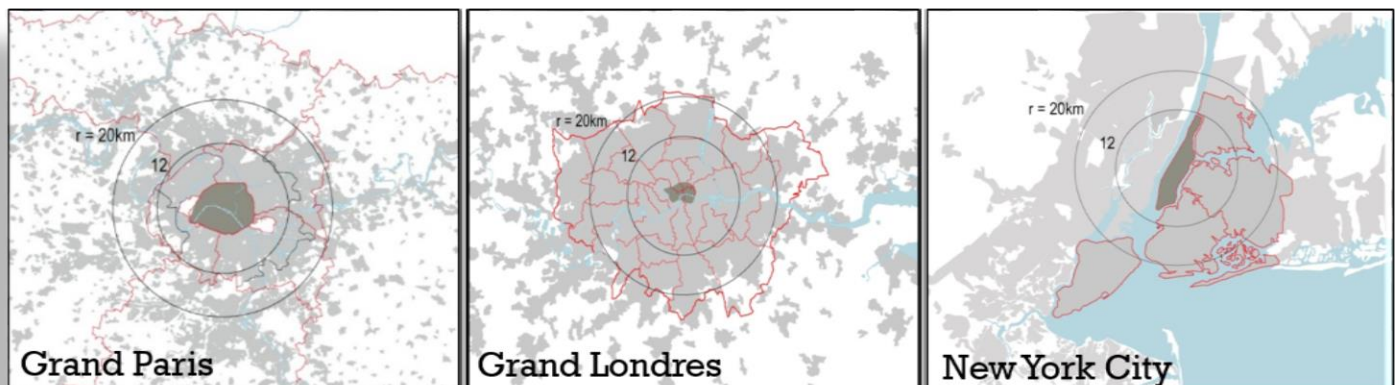 r = 20km
12
Grand Paris
r = 20km
12
Grand Londres
r = 20km
12
New York City